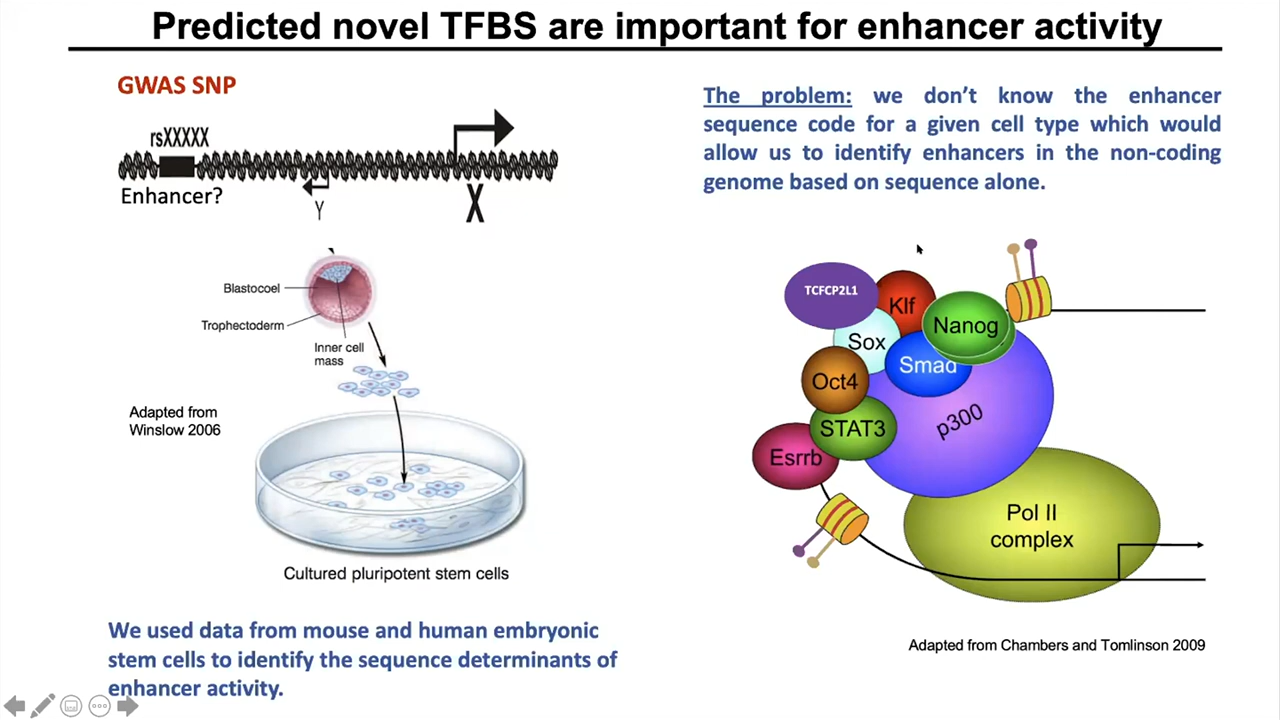 Predicted novel TFBS are important for enhancer activity
GWAS SNP
rsXXXXX
Enhancer?
Y
X
The problem: we don’t know the enhancer
sequence code for a given cell type which would
allow us to identify enhancers in the non-coding
genome based on sequence alone.
Blastocoel
Trophectoderm
Inner cell
mass
Adapted from
Winslow 2006
Cultured pluripotent stem cells
TCFCP2L1
Klf
Nanog
Sox
Smad
Oct4
STAT3
p300
Esrrb
Pol II
complex
Adapted from Chambers and Tomlinson 2009
We used data from mouse and human embryonic
stem cells to identify the sequence determinants of
enhancer activity.